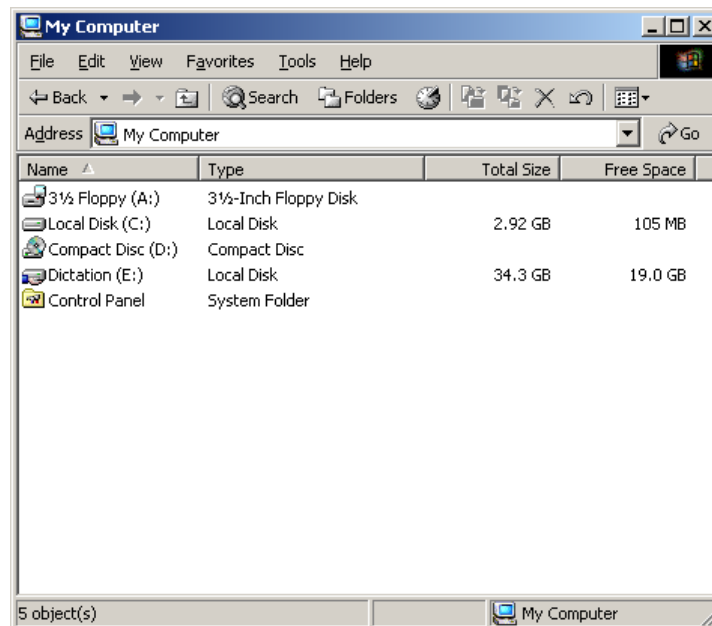 My Computer
File Edit View Favorites Tools Help
Back Search Folders
Address My Computer Go
Name Type Total Size Free Space
3½ Floppy (A:) 3½-Inch Floppy Disk
Local Disk (C:) Local Disk 2.92 GB 105 MB
Compact Disc (D:) Compact Disc
Dictation (E:) Local Disk 34.3 GB 19.0 GB
Control Panel System Folder
5 object(s) My Computer